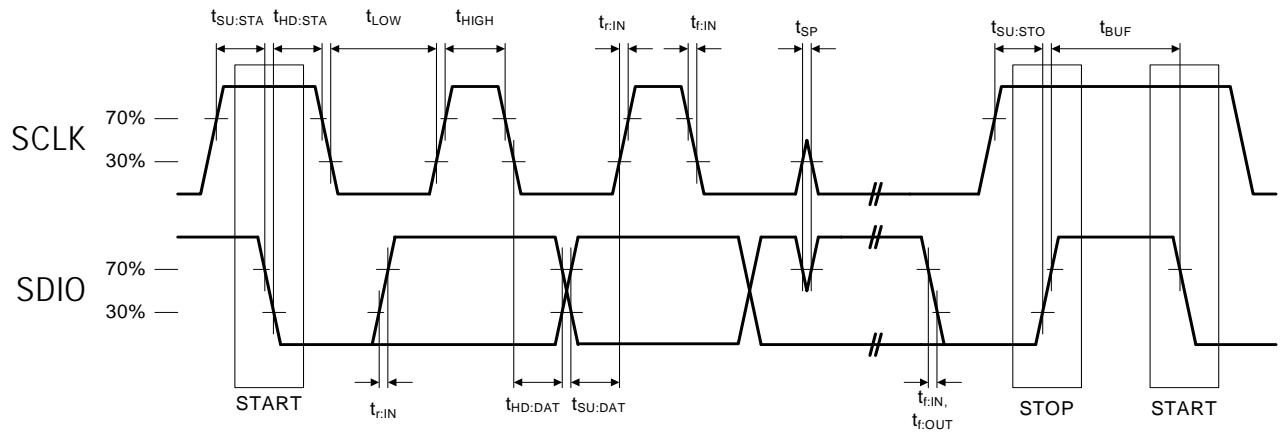 tSU:STA tHD:STA tLOW tHIGH tr:IN tf:IN tSP tSU:STO tBUF
SCLK
70%
30%
SDIO
70%
30%
START
tr:IN
tHD:DAT
tSU:DAT
tf:IN,
tf:OUT
STOP
START